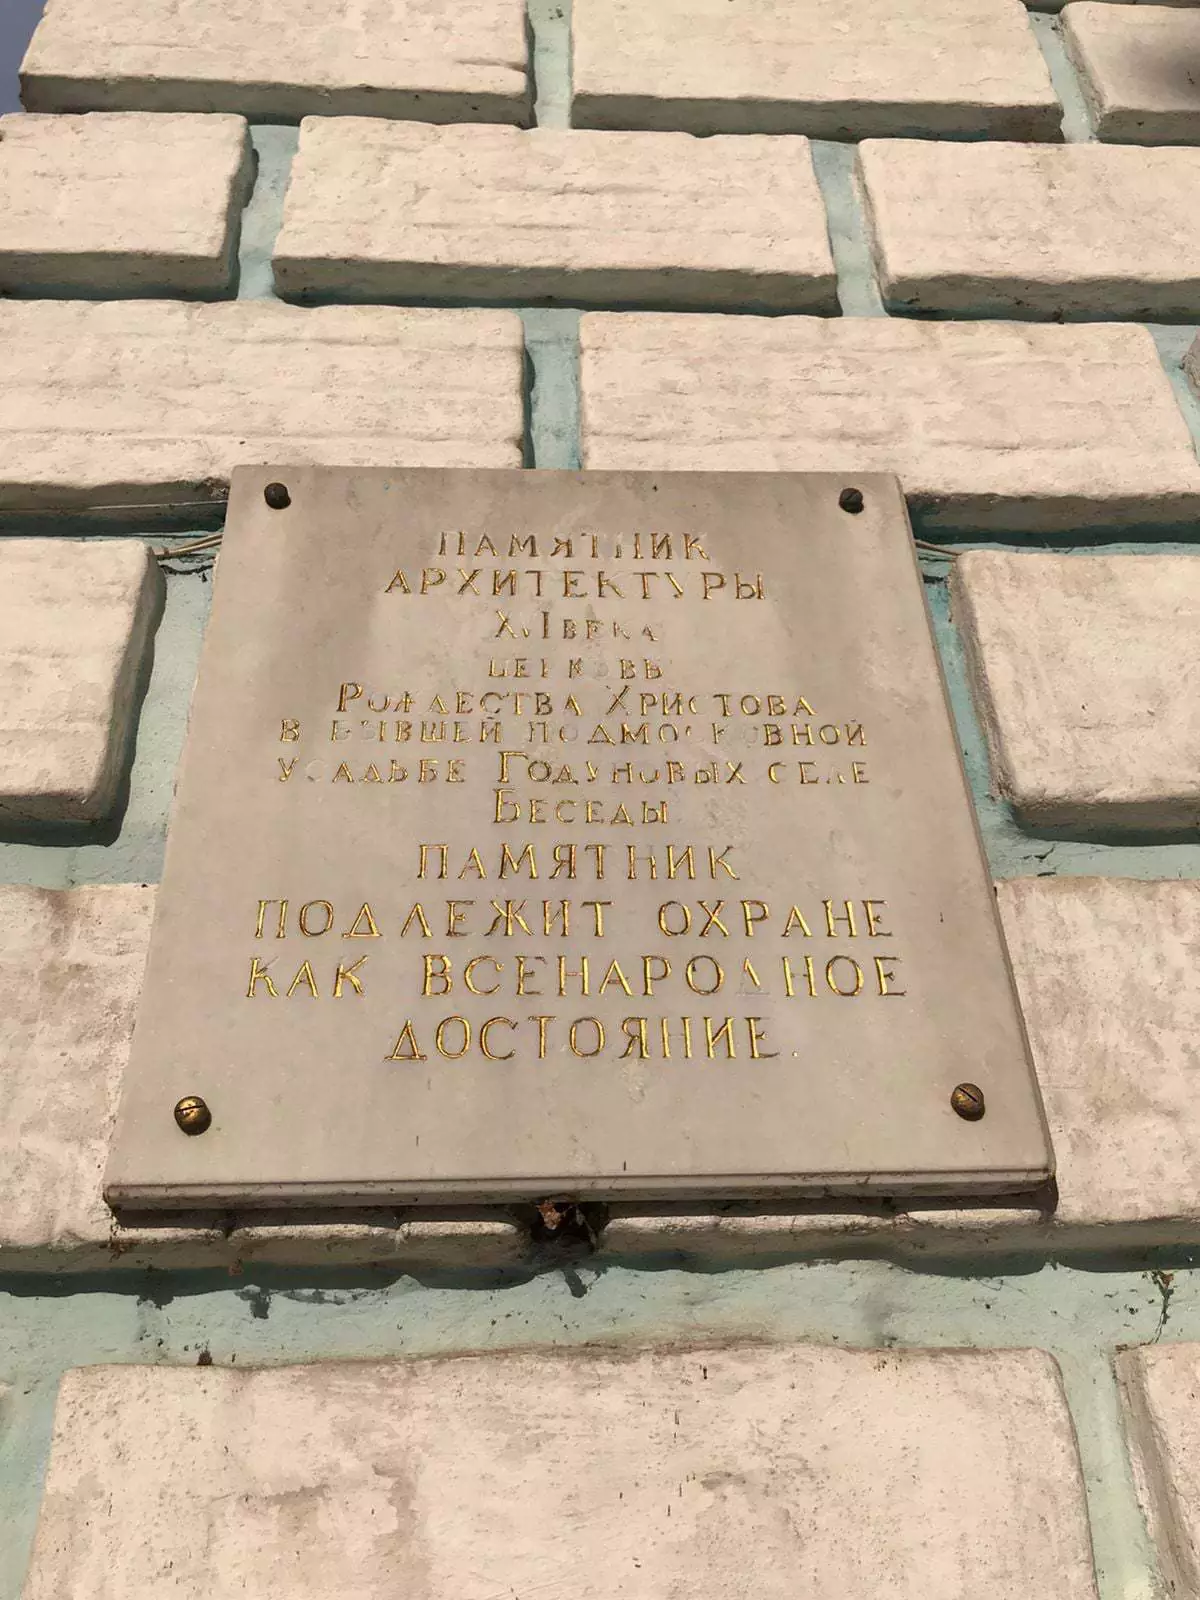 ПАМЯТНИК
АРХИТЕКТУРЫ
XVI ВЕКА
ЦЕРКОВЬ
РОЖДЕСТВА ХРИСТОВА
В БЫВШЕЙ ПОДМОСКОВНОЙ
УСАДЬБЕ ГОДУНОВЫХ СЕЛЕ
БЕСЕДЫ
ПАМЯТНИК
ПОДЛЕЖИТ ОХРАНЕ
КАК ВСЕНАРОДНОЕ
ДОСТОЯНИЕ.